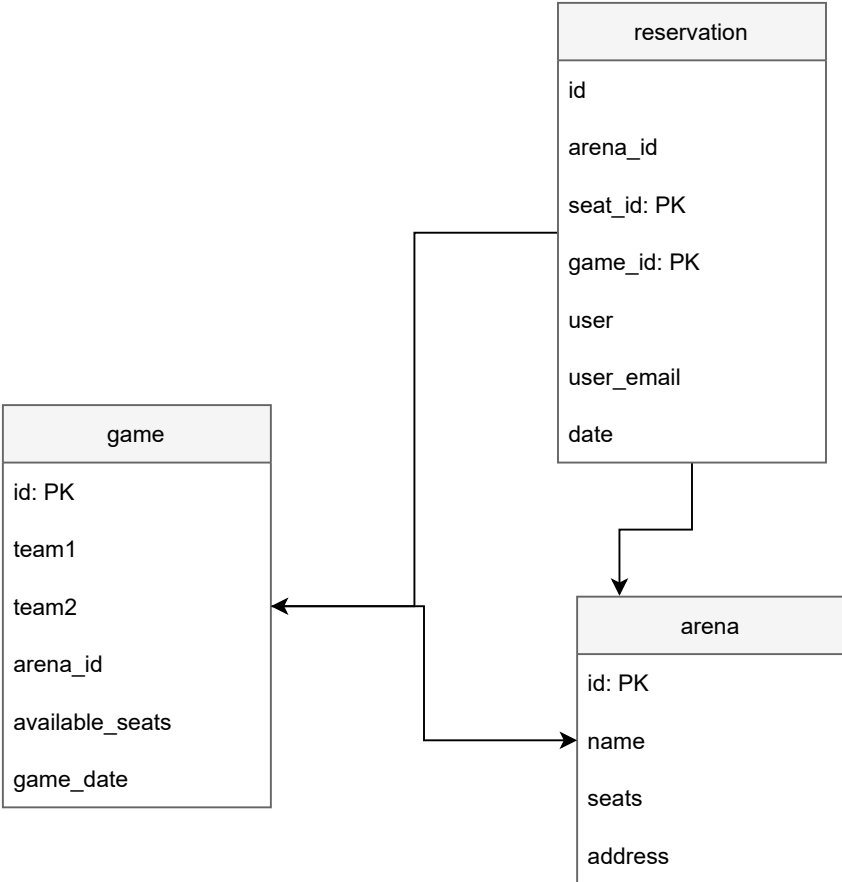 reservation
id
arena_id
seat_id: PK
game_id: PK
user
user_email
date
game
id: PK
team1
team2
arena_id
available_seats
game_date
arena
id: PK
name
seats
address